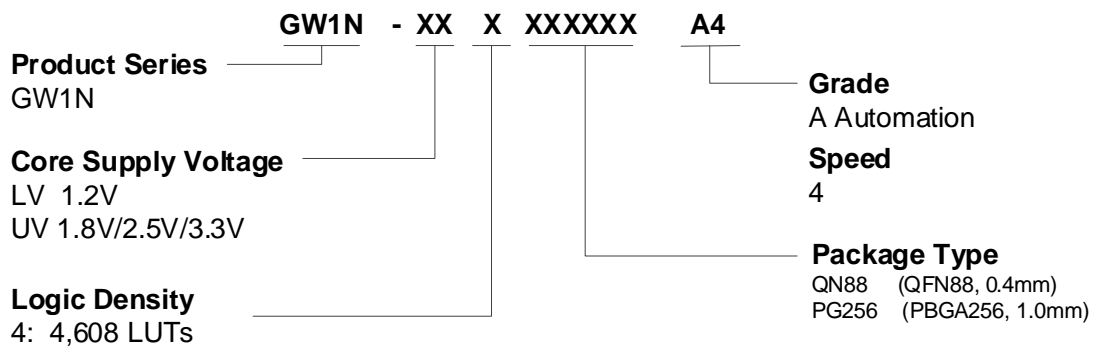 GW1N - XX X XXXXXX A4
Product Series
GW1N
Core Supply Voltage
LV 1.2V
UV 1.8V/2.5V/3.3V
Logic Density
4: 4,608 LUTs
Grade
A Automation
Speed
4
Package Type
QN88 (QFN88, 0.4mm)
PG256 (PBGA256, 1.0mm)